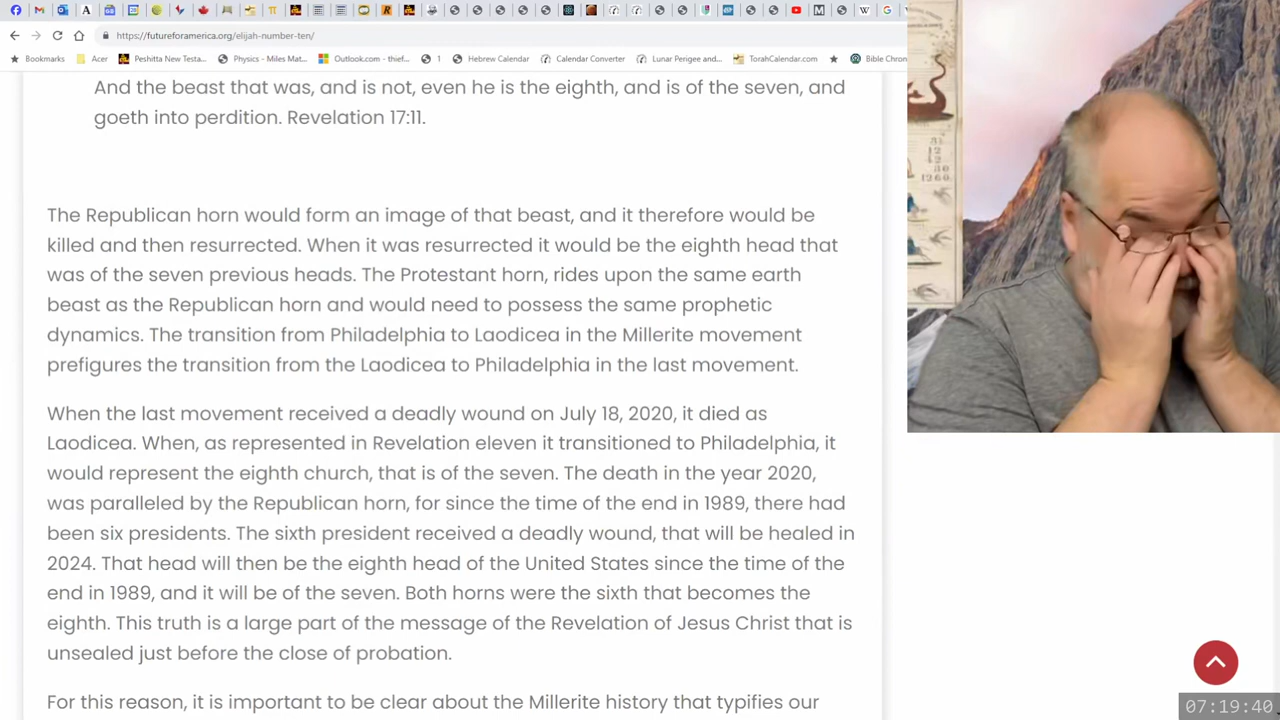 https://futureforamerica.org/elijah-number-ten/
Bookmarks Acer Peshitta New Testa... Physics - Miles Mat... Outlook.com - thief... 1 Hebrew Calendar Calendar Converter Lunar Perigee and... TorahCalendar.com Bible Chron
And the beast that was, and is not, even he is the eighth, and is of the seven, and
goeth into perdition. Revelation 17:11.
The Republican horn would form an image of that beast, and it therefore would be
killed and then resurrected. When it was resurrected it would be the eighth head that
was of the seven previous heads. The Protestant horn, rides upon the same earth
beast as the Republican horn and would need to possess the same prophetic
dynamics. The transition from Philadelphia to Laodicea in the Millerite movement
prefigures the transition from the Laodicea to Philadelphia in the last movement.
When the last movement received a deadly wound on July 18, 2020, it died as
Laodicea. When, as represented in Revelation eleven it transitioned to Philadelphia, it
would represent the eighth church, that is of the seven. The death in the year 2020,
was paralleled by the Republican horn, for since the time of the end in 1989, there had
been six presidents. The sixth president received a deadly wound, that will be healed in
2024. That head will then be the eighth head of the United States since the time of the
end in 1989, and it will be of the seven. Both horns were the sixth that becomes the
eighth. This truth is a large part of the message of the Revelation of Jesus Christ that is
unsealed just before the close of probation.
For this reason, it is important to be clear about the Millerite history that typifies our
1260
07:19:40